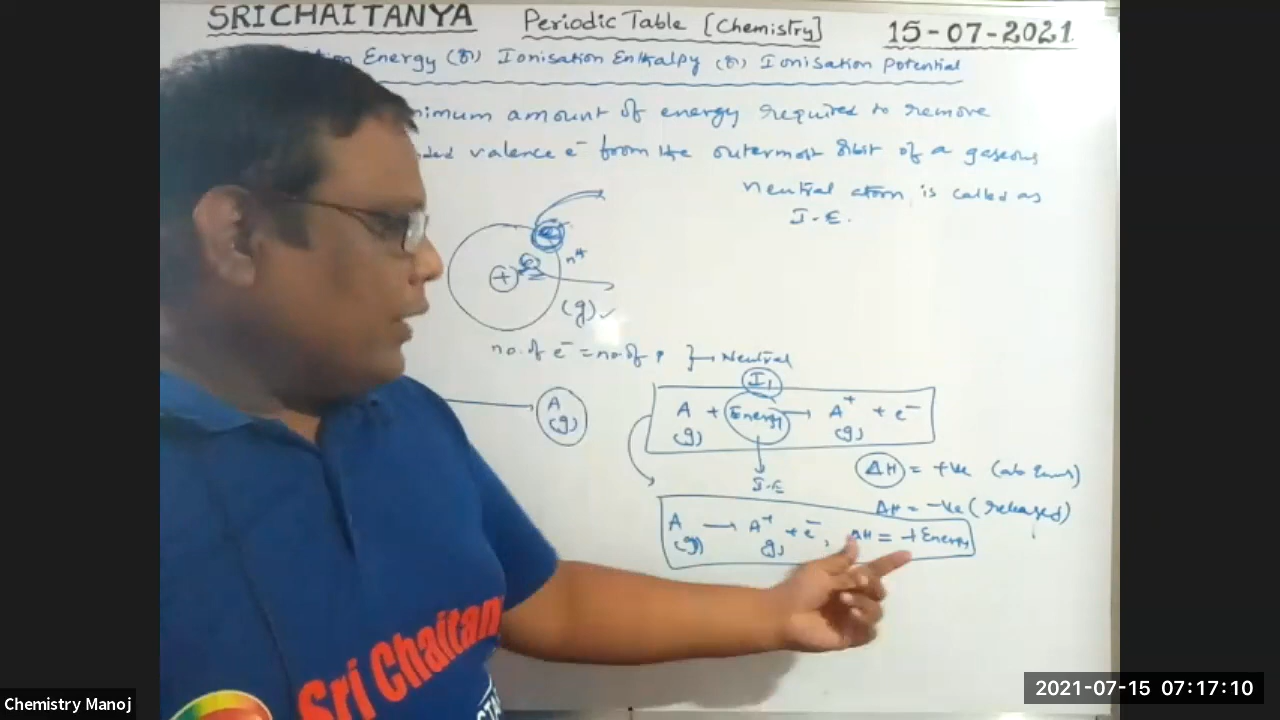 SRICHAITANYA Periodic Table [Chemistry] 15-07-2021
Energy (or) Ionisation Enthalpy (or) Ionisation Potential
nimum amount of energy required to remove
valence e⁻ from the outermost orbit of a gaseous
neutral atom is called as
I.E.
+
(g) ✓
no. of e⁻ = no. of p } → Neutral
I₁
A + Energy → A⁺ + e⁻
(g) (g)
A
(g)
I.E
ΔH = +ve
ΔH = -ve (released)
A → A⁺ + e⁻, ΔH = +Energy
(g) (g)
Sri Chaitan
Chemistry Manoj
2021-07-15 07:17:10